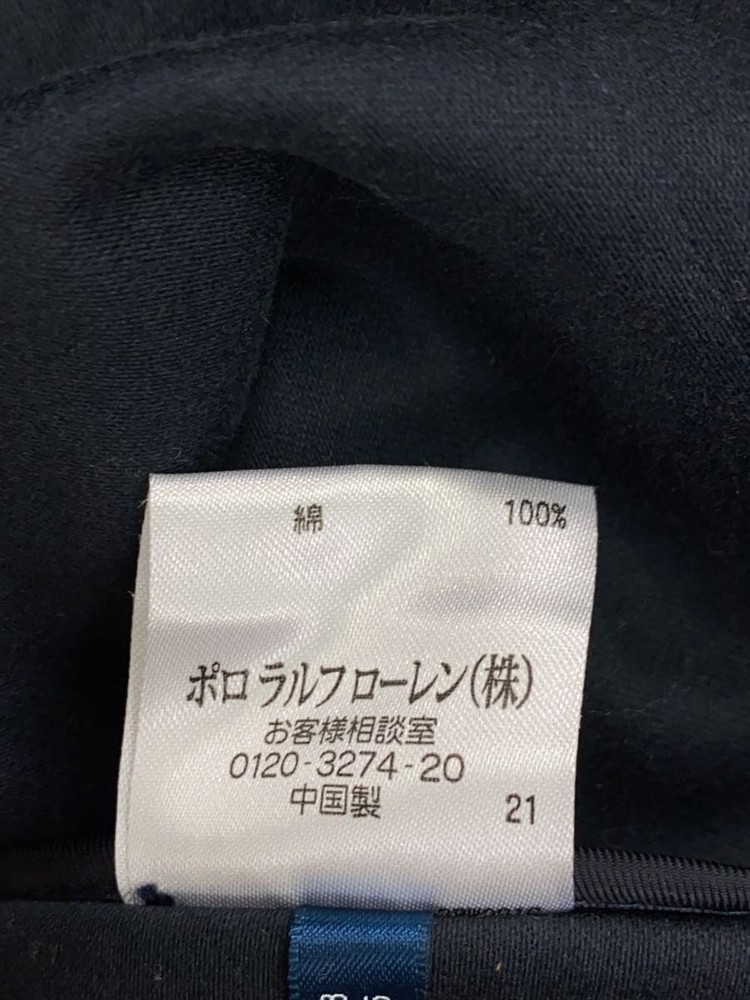 綿 100%
ポロ ラルフ ローレン(株)
お客様相談室
0120-3274-20
中国製 21